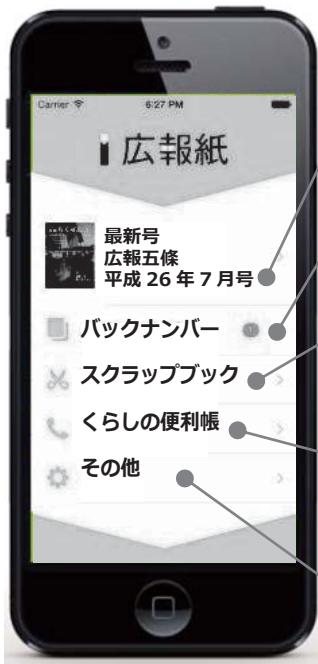 Carrier 6:27 PM
i広報紙
最新号
広報五條
平成 26 年 7 月号
バックナンバー
スクラップブック
くらしの便利帳
その他